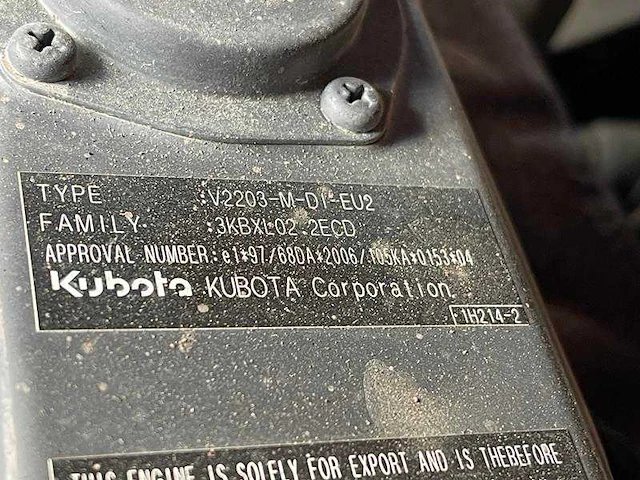 TYPE :V2203-M-DI-EU2
FAMILY :3KBXL02.2ECD
APPROVAL NUMBER:e1*97/68DA*2006/105KA*0153*04
Kubota KUBOTA Corporation
1H214-2
THIS ENGINE IS SOLELY FOR EXPORT AND IS THEREFORE